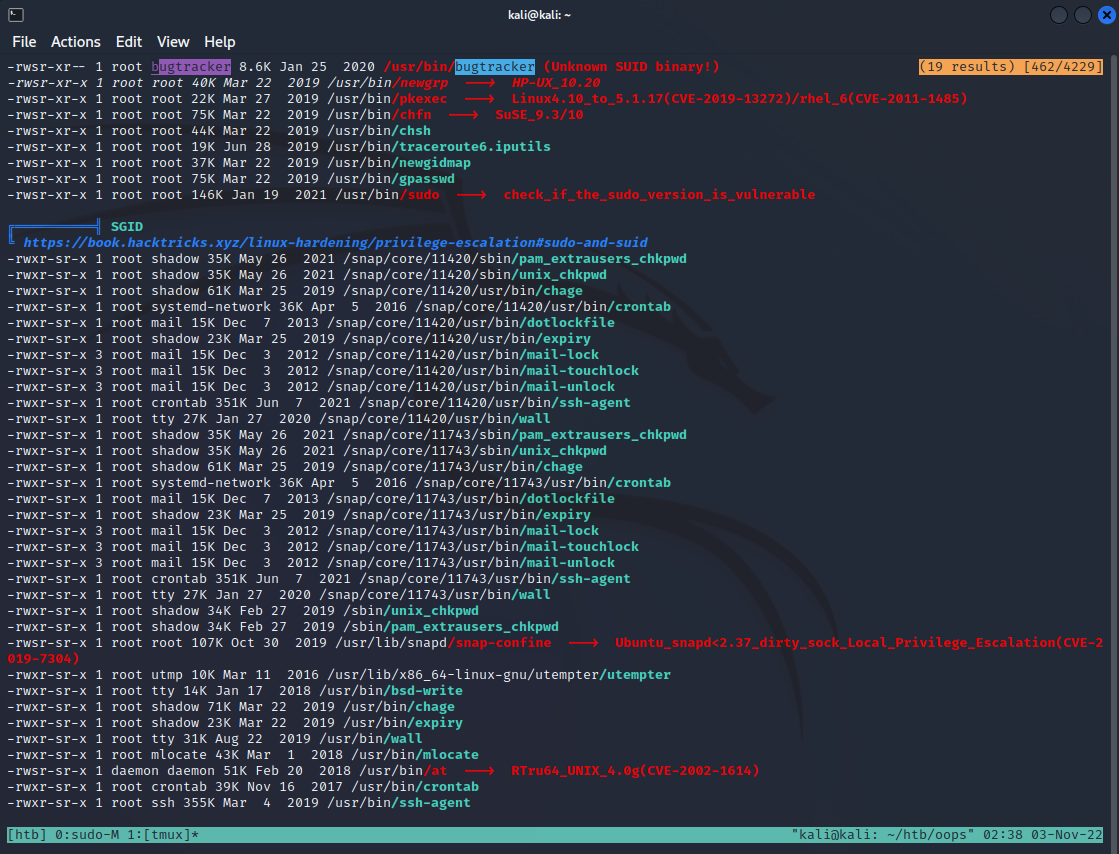 kali@kali: ~
File Actions Edit View Help
-rwsr-xr-- 1 root bugtracker 8.6K Jan 25  2020 /usr/bin/bugtracker (Unknown SUID binary!) (19 results) [462/4229]
-rwsr-xr-x 1 root root 40K Mar 22  2019 /usr/bin/newgrp  --->  HP-UX_10.20
-rwsr-xr-x 1 root root 22K Mar 27  2019 /usr/bin/pkexec  --->  Linux4.10_to_5.1.17(CVE-2019-13272)/rhel_6(CVE-2011-1485)
-rwsr-xr-x 1 root root 75K Mar 22  2019 /usr/bin/chfn  --->  SuSE_9.3/10
-rwsr-xr-x 1 root root 44K Mar 22  2019 /usr/bin/chsh
-rwsr-xr-x 1 root root 19K Jun 28  2019 /usr/bin/traceroute6.iputils
-rwsr-xr-x 1 root root 37K Mar 22  2019 /usr/bin/newgidmap
-rwsr-xr-x 1 root root 75K Mar 22  2019 /usr/bin/gpasswd
-rwsr-xr-x 1 root root 146K Jan 19  2021 /usr/bin/sudo  --->  check_if_the_sudo_version_is_vulnerable
╔══════════╣ SGID
╚ https://book.hacktricks.xyz/linux-hardening/privilege-escalation#sudo-and-suid
-rwxr-sr-x 1 root shadow 35K May 26  2021 /snap/core/11420/sbin/pam_extrausers_chkpwd
-rwxr-sr-x 1 root shadow 35K May 26  2021 /snap/core/11420/sbin/unix_chkpwd
-rwxr-sr-x 1 root shadow 61K Mar 25  2019 /snap/core/11420/usr/bin/chage
-rwxr-sr-x 1 root systemd-network 36K Apr  5  2016 /snap/core/11420/usr/bin/crontab
-rwxr-sr-x 1 root mail 15K Dec  7  2013 /snap/core/11420/usr/bin/dotlockfile
-rwxr-sr-x 1 root shadow 23K Mar 25  2019 /snap/core/11420/usr/bin/expiry
-rwxr-sr-x 3 root mail 15K Dec  3  2012 /snap/core/11420/usr/bin/mail-lock
-rwxr-sr-x 3 root mail 15K Dec  3  2012 /snap/core/11420/usr/bin/mail-touchlock
-rwxr-sr-x 3 root mail 15K Dec  3  2012 /snap/core/11420/usr/bin/mail-unlock
-rwxr-sr-x 1 root crontab 351K Jun  7  2021 /snap/core/11420/usr/bin/ssh-agent
-rwxr-sr-x 1 root tty 27K Jan 27  2020 /snap/core/11420/usr/bin/wall
-rwxr-sr-x 1 root shadow 35K May 26  2021 /snap/core/11743/sbin/pam_extrausers_chkpwd
-rwxr-sr-x 1 root shadow 35K May 26  2021 /snap/core/11743/sbin/unix_chkpwd
-rwxr-sr-x 1 root shadow 61K Mar 25  2019 /snap/core/11743/usr/bin/chage
-rwxr-sr-x 1 root systemd-network 36K Apr  5  2016 /snap/core/11743/usr/bin/crontab
-rwxr-sr-x 1 root mail 15K Dec  7  2013 /snap/core/11743/usr/bin/dotlockfile
-rwxr-sr-x 1 root shadow 23K Mar 25  2019 /snap/core/11743/usr/bin/expiry
-rwxr-sr-x 3 root mail 15K Dec  3  2012 /snap/core/11743/usr/bin/mail-lock
-rwxr-sr-x 3 root mail 15K Dec  3  2012 /snap/core/11743/usr/bin/mail-touchlock
-rwxr-sr-x 3 root mail 15K Dec  3  2012 /snap/core/11743/usr/bin/mail-unlock
-rwxr-sr-x 1 root crontab 351K Jun  7  2021 /snap/core/11743/usr/bin/ssh-agent
-rwxr-sr-x 1 root tty 27K Jan 27  2020 /snap/core/11743/usr/bin/wall
-rwxr-sr-x 1 root shadow 34K Feb 27  2019 /sbin/unix_chkpwd
-rwxr-sr-x 1 root shadow 34K Feb 27  2019 /sbin/pam_extrausers_chkpwd
-rwsr-sr-x 1 root root 107K Oct 30  2019 /usr/lib/snapd/snap-confine  --->  Ubuntu_snapd<2.37_dirty_sock_Local_Privilege_Escalation(CVE-2
019-7304)
-rwxr-sr-x 1 root utmp 10K Mar 11  2016 /usr/lib/x86_64-linux-gnu/utempter/utempter
-rwxr-sr-x 1 root tty 14K Jan 17  2018 /usr/bin/bsd-write
-rwxr-sr-x 1 root shadow 71K Mar 22  2019 /usr/bin/chage
-rwxr-sr-x 1 root shadow 23K Mar 22  2019 /usr/bin/expiry
-rwxr-sr-x 1 root tty 31K Aug 22  2019 /usr/bin/wall
-rwxr-sr-x 1 root mlocate 43K Mar  1  2018 /usr/bin/mlocate
-rwsr-sr-x 1 daemon daemon 51K Feb 20  2018 /usr/bin/at  --->  RTru64_UNIX_4.0g(CVE-2002-1614)
-rwxr-sr-x 1 root crontab 39K Nov 16  2017 /usr/bin/crontab
-rwxr-sr-x 1 root ssh 355K Mar  4  2019 /usr/bin/ssh-agent
[htb] 0:sudo-M 1:[tmux]* "kali@kali: ~/htb/oops" 02:38 03-Nov-22